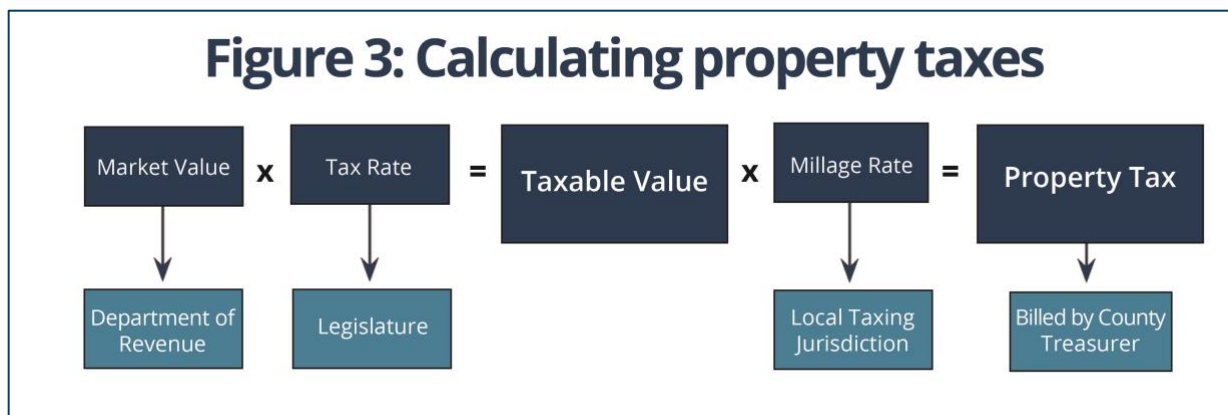 Figure 3: Calculating property taxes
Market Value x Tax Rate = Taxable Value x Millage Rate = Property Tax
Department of
Revenue
Legislature
Local Taxing
Jurisdiction
Billed by County
Treasurer